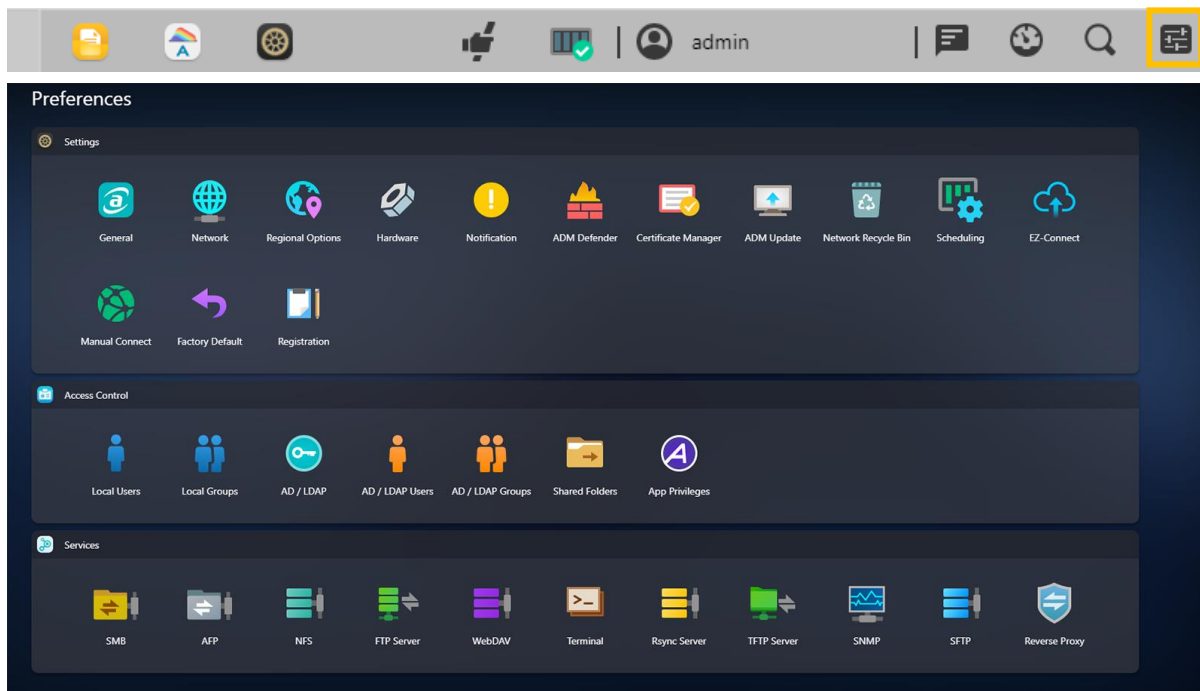 admin
Preferences
Settings
General Network Regional Options Hardware Notification ADM Defender Certificate Manager ADM Update Network Recycle Bin Scheduling EZ-Connect
Manual Connect Factory Default Registration
Access Control
Local Users Local Groups AD / LDAP AD / LDAP Users AD / LDAP Groups Shared Folders App Privileges
Services
SMB AFP NFS FTP Server WebDAV Terminal Rsync Server TFTP Server SNMP SFTP Reverse Proxy